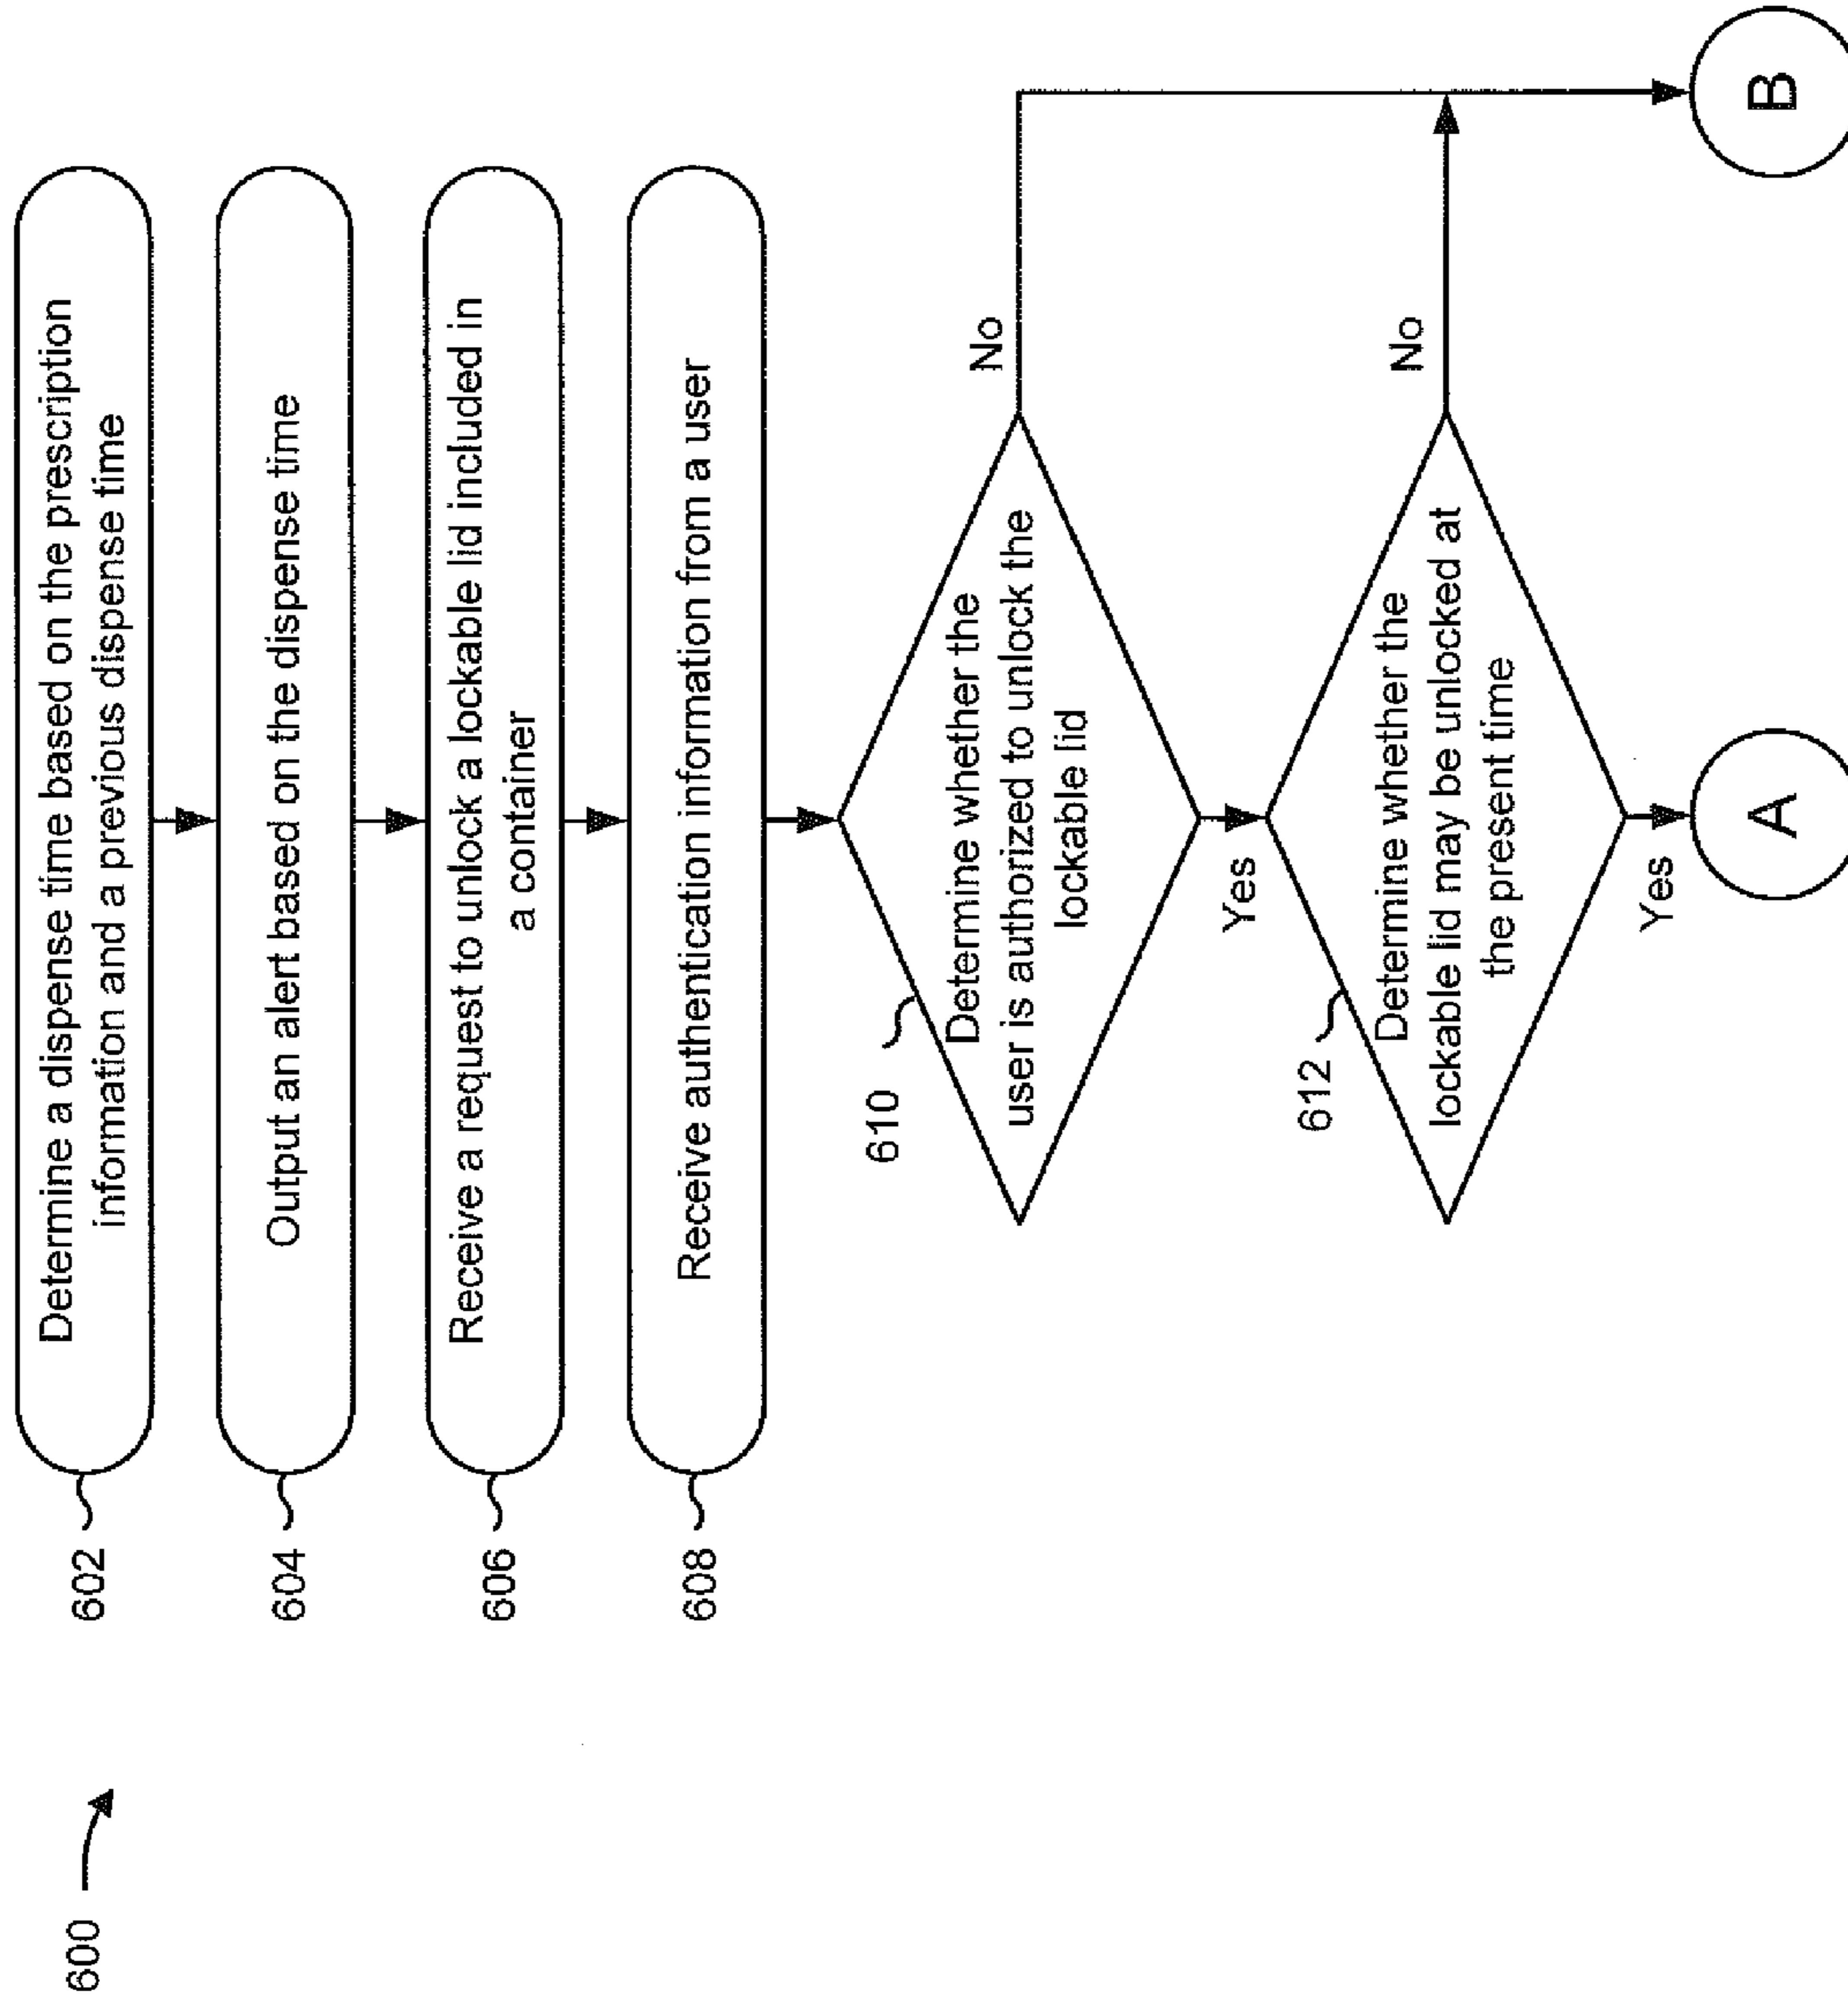 600
602
Determine a dispense time based on the prescription
information and a previous dispense time
604
Output an alert based on the dispense time
606
Receive a request to unlock a lockable lid included in
a container
608
Receive authentication information from a user
610
Determine whether the
user is authorized to unlock the
lockable lid
No
Yes
612
Determine whether the
lockable lid may be unlocked at
the present time
No
Yes
A
B